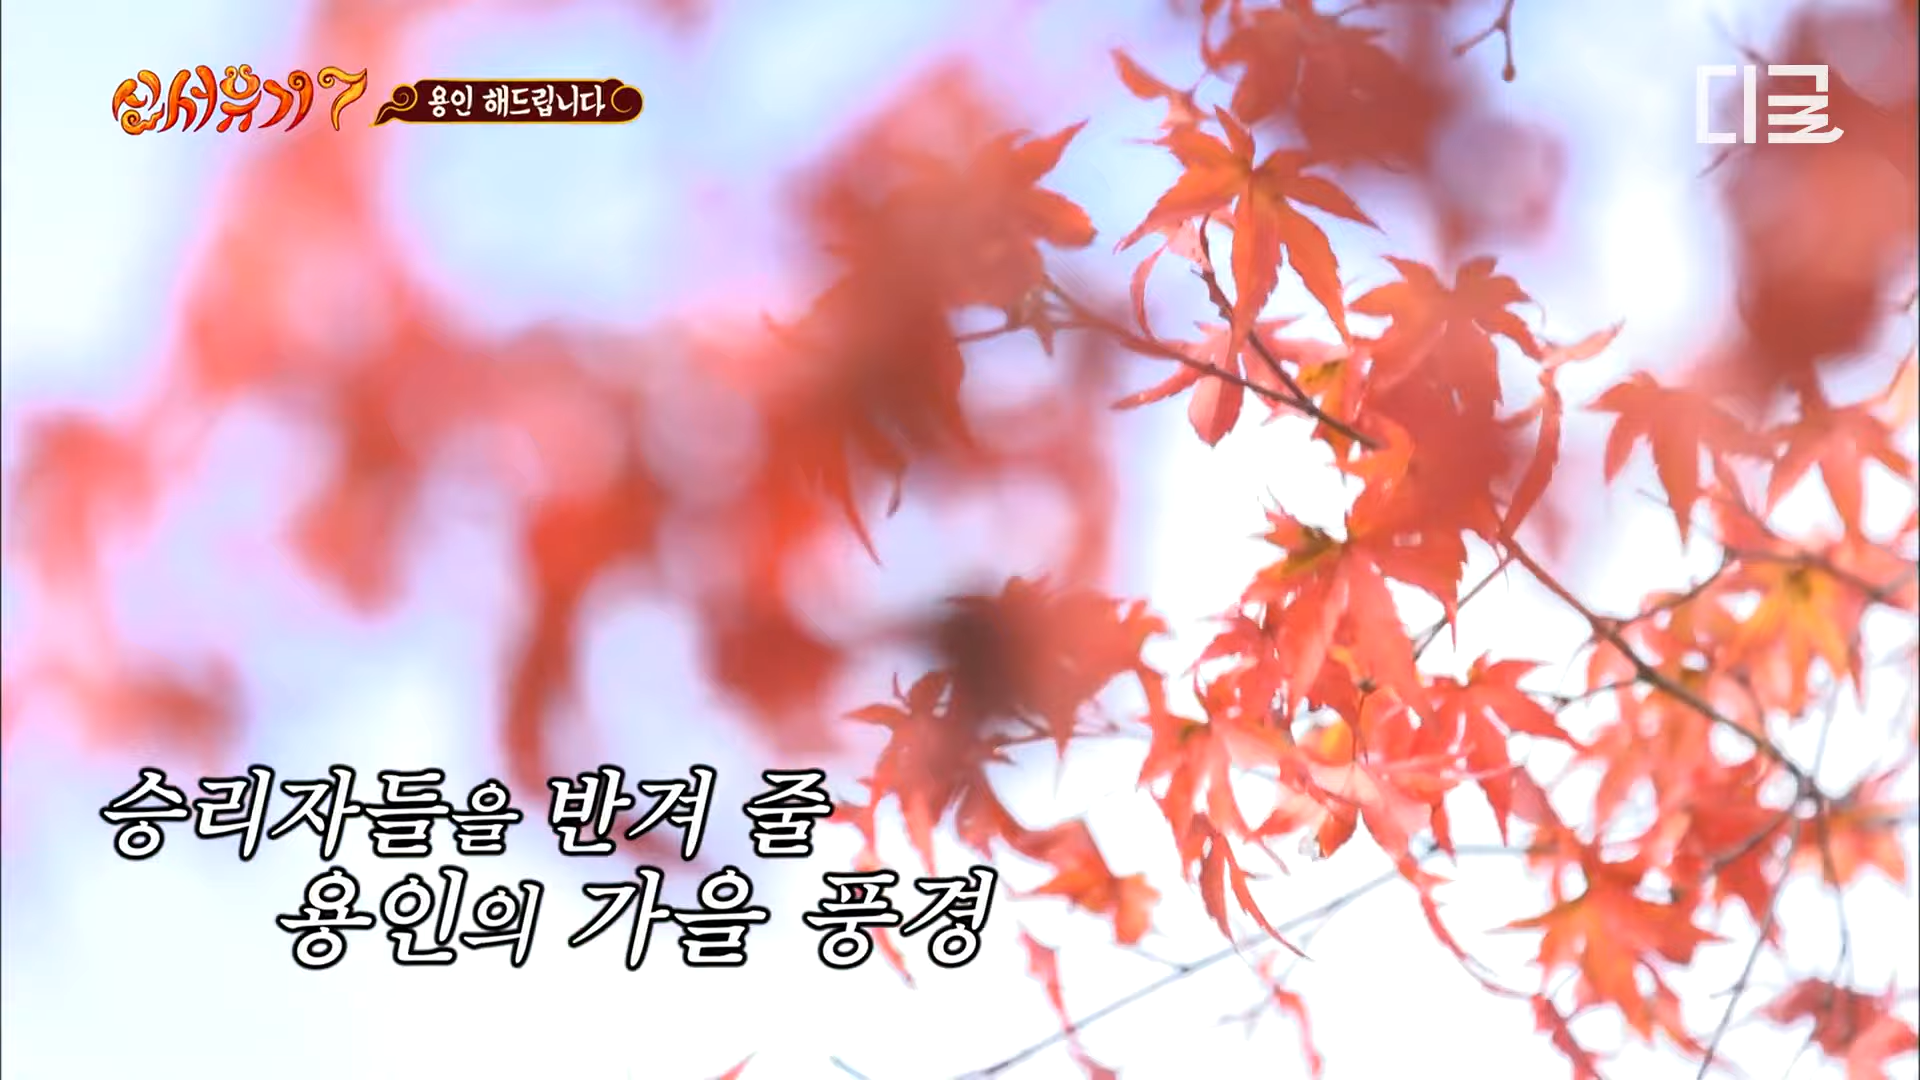 신서유기7
용인 해드립니다
디글
승리자들을 반겨 줄
용인의 가을 풍경